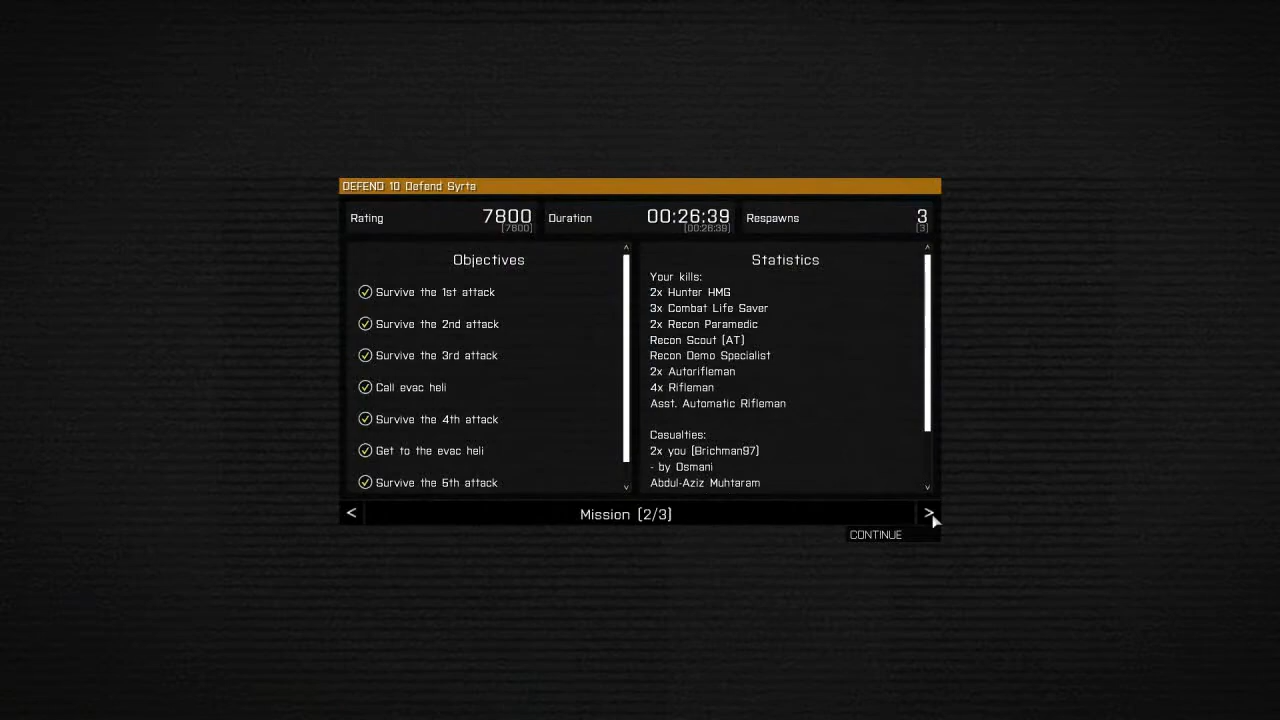 DEFEND 10 Defend Syrta
Rating 7800 Duration 00:26:39 Respawns 3
[7800] [00:26:39] [3]
Objectives
Survive the 1st attack
Survive the 2nd attack
Survive the 3rd attack
Call evac heli
Survive the 4th attack
Get to the evac heli
Survive the 5th attack
Statistics
Your kills:
2x Hunter HMG
3x Combat Life Saver
2x Recon Paramedic
Recon Scout (AT)
Recon Demo Specialist
2x Autorifleman
4x Rifleman
Asst. Automatic Rifleman
Casualties:
2x you (Brichman97)
- by Osmani
Abdul-Aziz Muhtaram
< Mission (2/3) >
CONTINUE